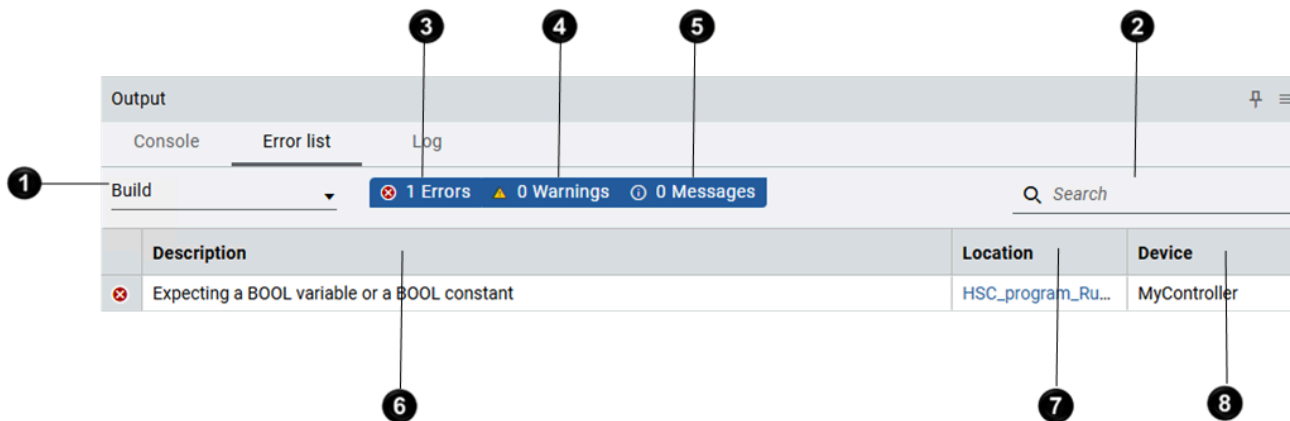 3 4 5 2
Output
Console Error list Log
1
Build 1 Errors 0 Warnings 0 Messages Search
Description Location Device
Expecting a BOOL variable or a BOOL constant HSC_program_Ru... MyController
6 7 8